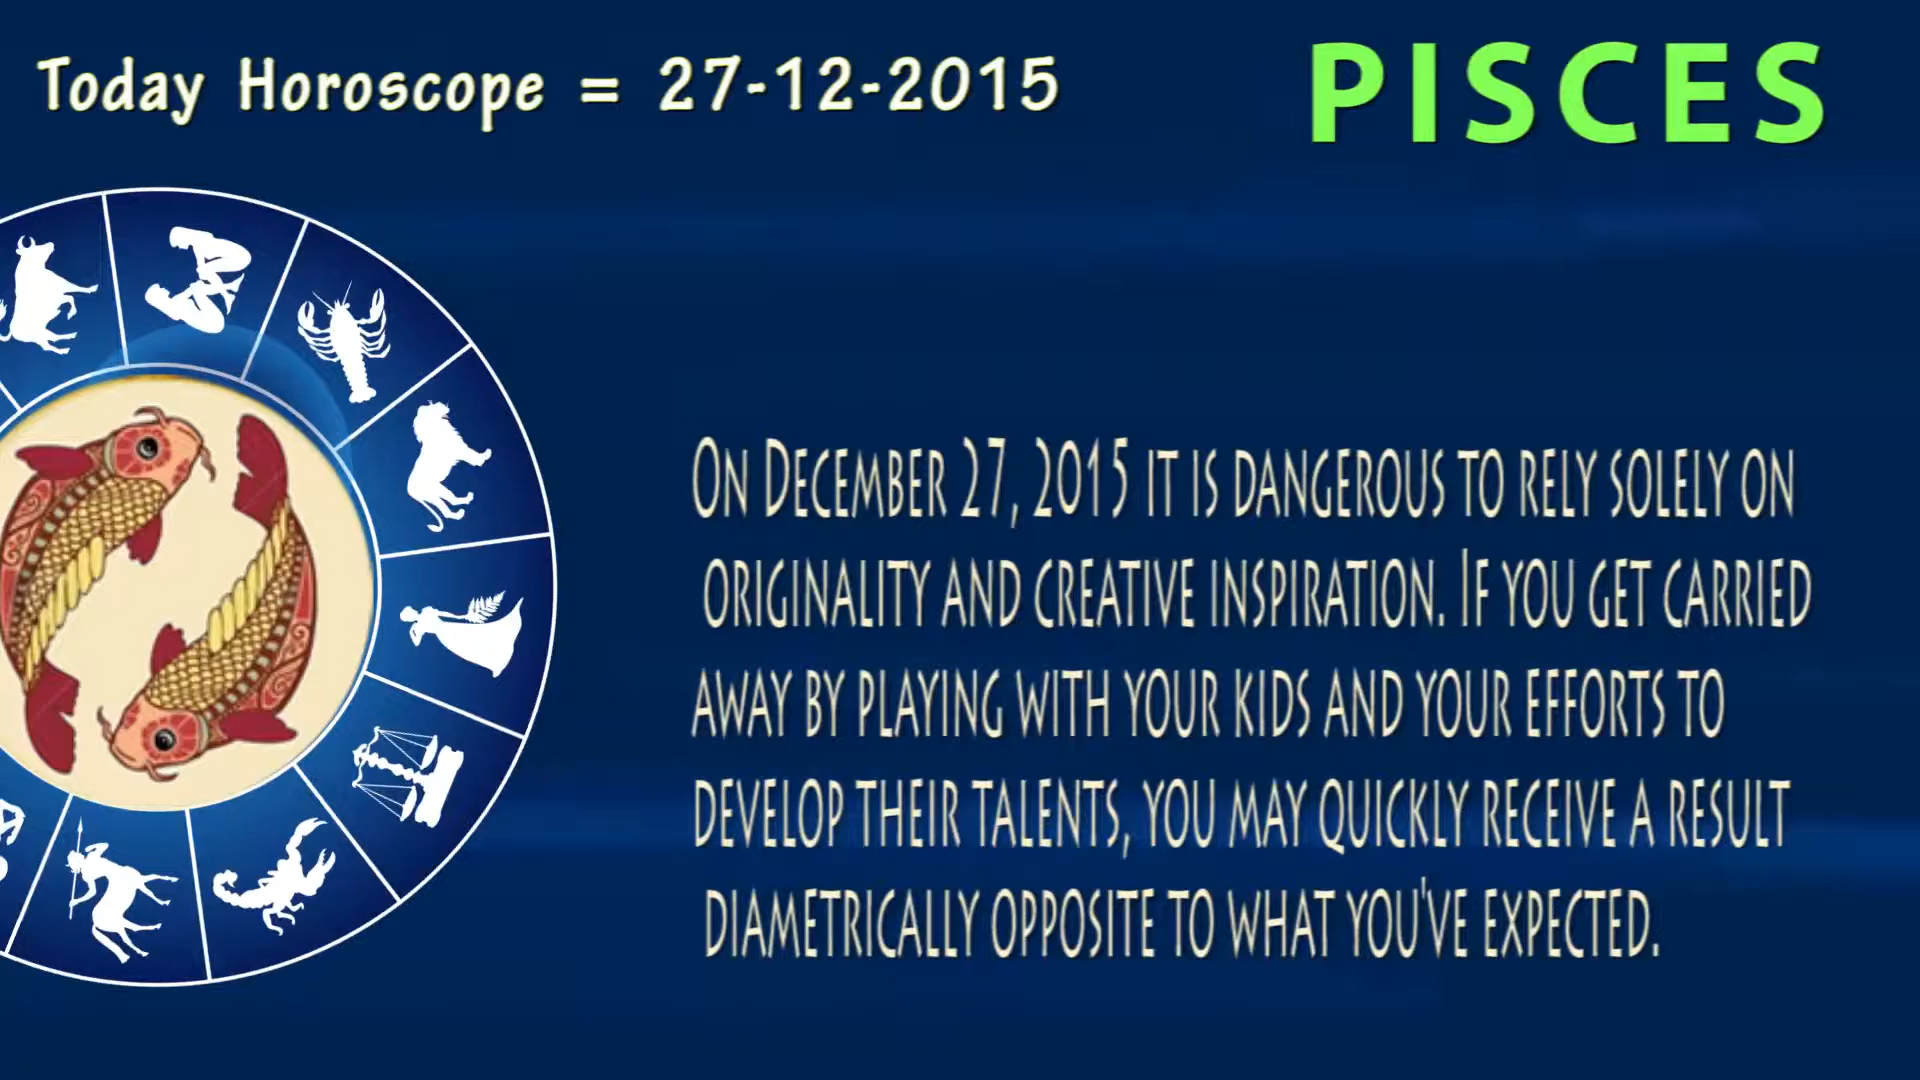 Today Horoscope = 27-12-2015
PISCES
On December 27, 2015 it is dangerous to rely solely on
originality and creative inspiration. If you get carried
away by playing with your kids and your efforts to
develop their talents, you may quickly receive a result
diametrically opposite to what you've expected.